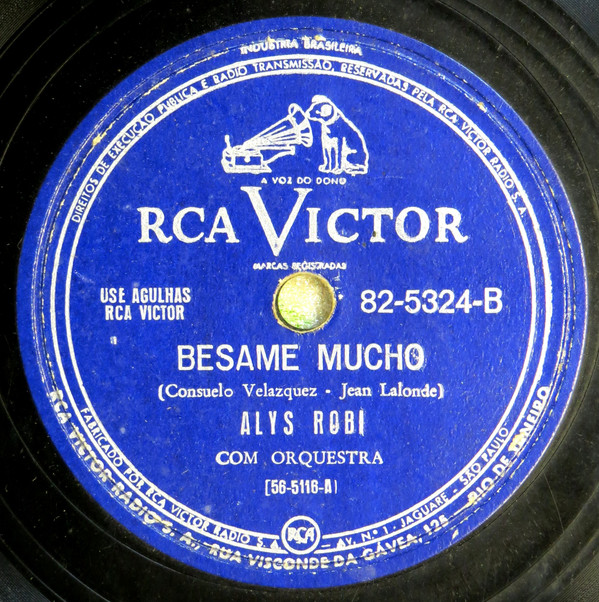 INDÚSTRIA BRASILEIRA
DIREITOS DE EXECUÇÃO PUBLICA E RADIO TRANSMISSÃO, RESERVADAS PELA RCA VICTOR RADIO S.A.
A VOZ DO DONO
RCA VICTOR
MARCAS REGISTRADAS
USE AGULHAS
RCA VICTOR
82-5324-B
BESAME MUCHO
(Consuelo Velazquez - Jean Lalonde)
ALYS ROBI
COM ORQUESTRA
(56-5116-A)
RCA
FABRICADO POR RCA VICTOR RADIO S.A. AV. Nº 1 - JAGUARE - SÃO PAULO
RCA VICTOR RADIO S. A., RUA VISCONDE DA GÁVEA, 125 RIO DE JANEIRO